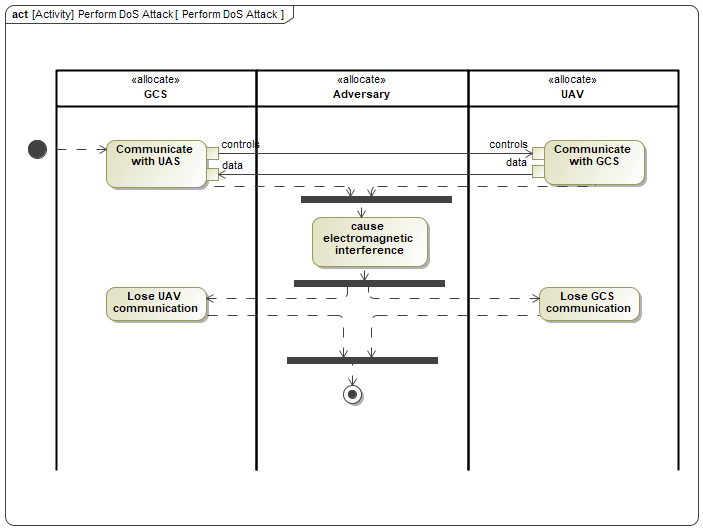 act [Activity] Perform DoS Attack [ Perform DoS Attack ]
«allocate»
GCS
«allocate»
Adversary
«allocate»
UAV
Communicate
with UAS
controls
data
controls
data
Communicate
with GCS
cause
electromagnetic
interference
Lose UAV
communication
Lose GCS
communication